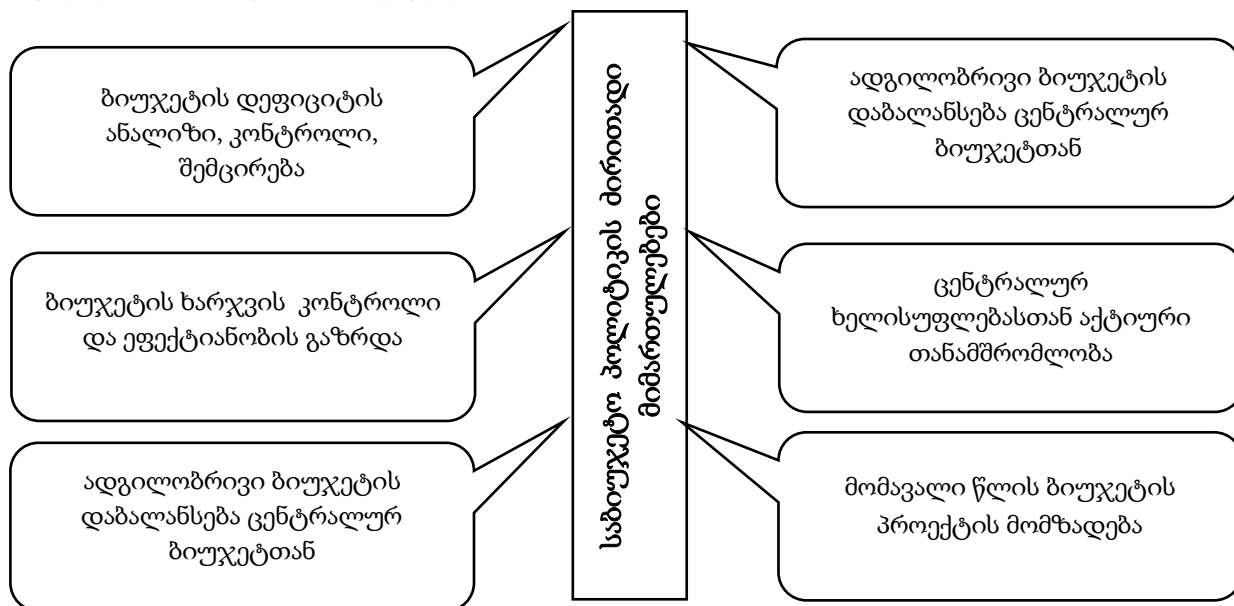 ბიუჯეტის დეფიციტის
ანალიზი, კონტროლი,
შემცირება
ბიუჯეტის ხარჯვის კონტროლი
და ეფექტიანობის გაზრდა
ადგილობრივი ბიუჯეტის
დაბალანსება ცენტრალურ
ბიუჯეტთან
საბიუჯეტო პოლიტიკის ძირითადი
მიმართულებები
ადგილობრივი ბიუჯეტის
დაბალანსება ცენტრალურ
ბიუჯეტთან
ცენტრალურ
ხელისუფლებასთან აქტიური
თანამშრომლობა
მომავალი წლის ბიუჯეტის
პროექტის მომზადება